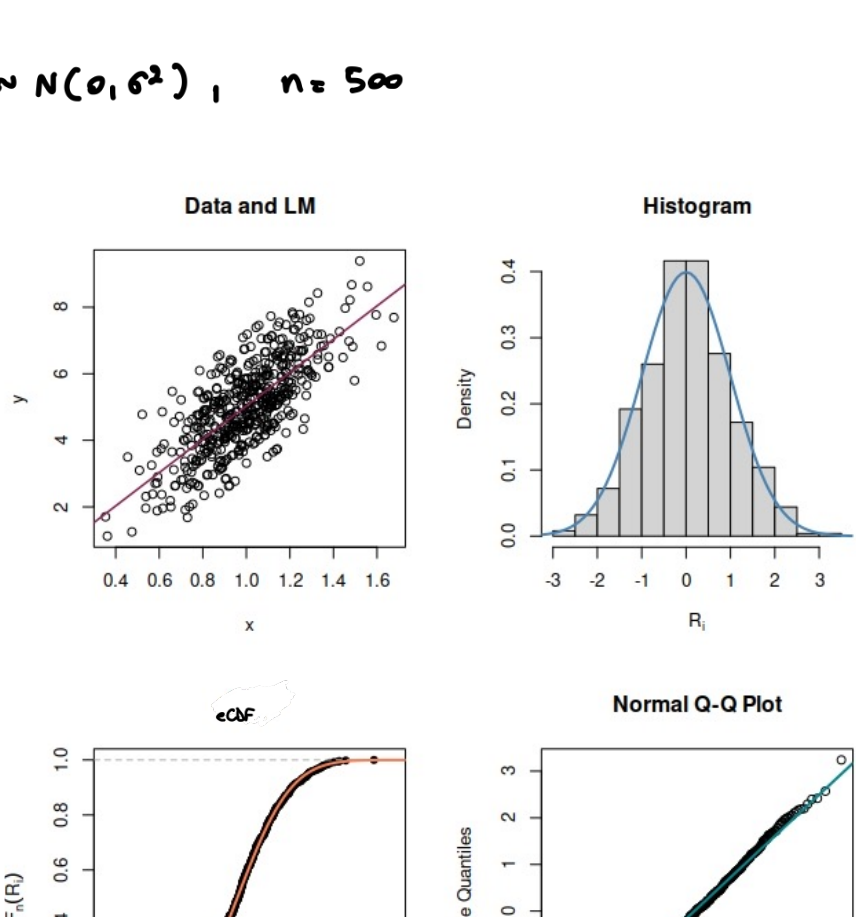 ~ N(0,σ²), n = 500
Data and LM
Histogram
y
8
6
4
2
0.4 0.6 0.8 1.0 1.2 1.4 1.6
x
Density
0.4
0.3
0.2
0.1
0.0
-3 -2 -1 0 1 2 3
Rᵢ
eCDF
Normal Q-Q Plot
Fₙ(Rᵢ)
1.0
0.8
0.6
e Quantiles
3
2
1
0